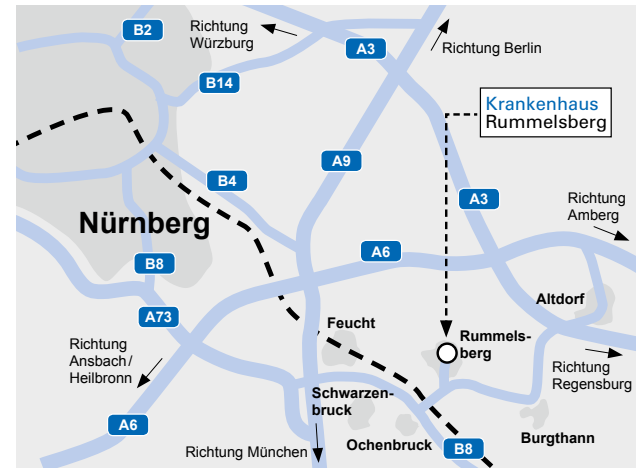 B2
Richtung
Würzburg
A3
Richtung Berlin
B14
Krankenhaus
Rummelsberg
A9
B4
A3
Richtung
Amberg
Nürnberg
A6
B8
Altdorf
A73
Feucht
Rummels-
berg
Richtung
Ansbach/
Heilbronn
Richtung
Regensburg
Schwarzen-
bruck
A6
Richtung München
Ochenbruck
B8
Burgthann